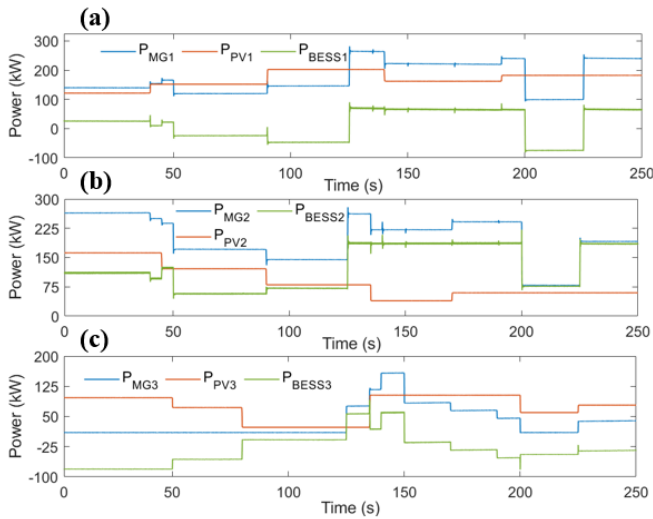 (a)
300
200
100
0
-100
Power (kW)
P_MG1 P_PV1 P_BESS1
0 50 100 150 200 250
Time (s)
(b)
300
225
150
75
0
Power (kW)
P_MG2 P_BESS2
P_PV2
0 50 100 150 200 250
Time (s)
(c)
200
125
50
-25
-100
Power (kW)
P_MG3 P_PV3 P_BESS3
0 50 100 150 200 250
Time (s)